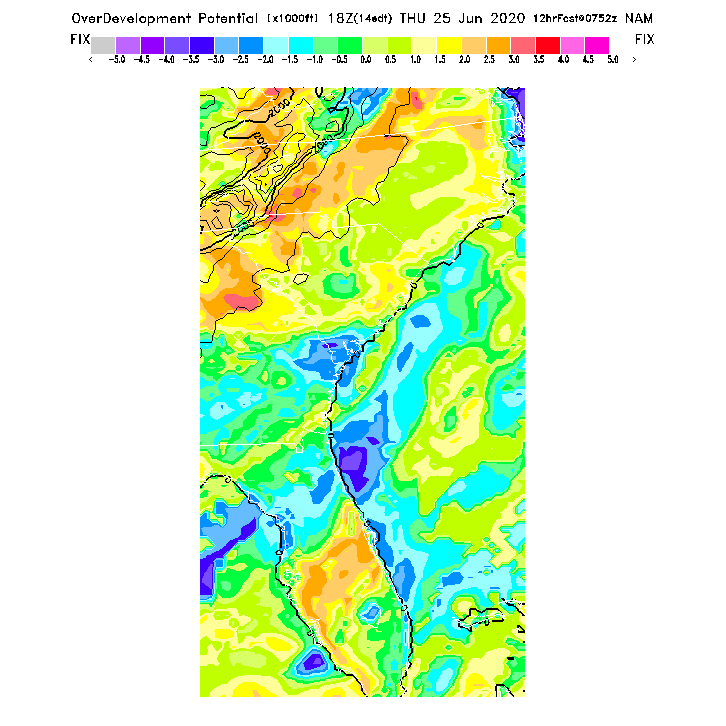 OverDevelopment Potential [x1000ft] 18Z(14edt) THU 25 Jun 2020 12hrFcst@0752z NAM
FIX FIX
< -5.0 -4.5 -4.0 -3.5 -3.0 -2.5 -2.0 -1.5 -1.0 -0.5 0.0 0.5 1.0 1.5 2.0 2.5 3.0 3.5 4.0 4.5 5.0 >
2000
2000